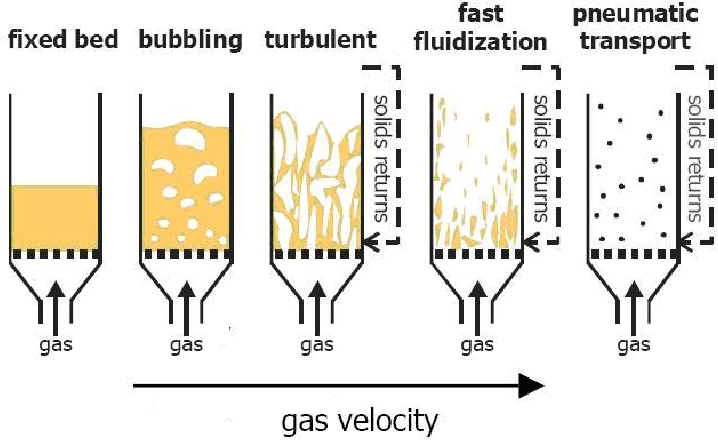 fixed bed
bubbling
turbulent
fast
fluidization
pneumatic
transport
solids returns
solids returns
solids returns
gas
gas
gas
gas
gas
gas velocity